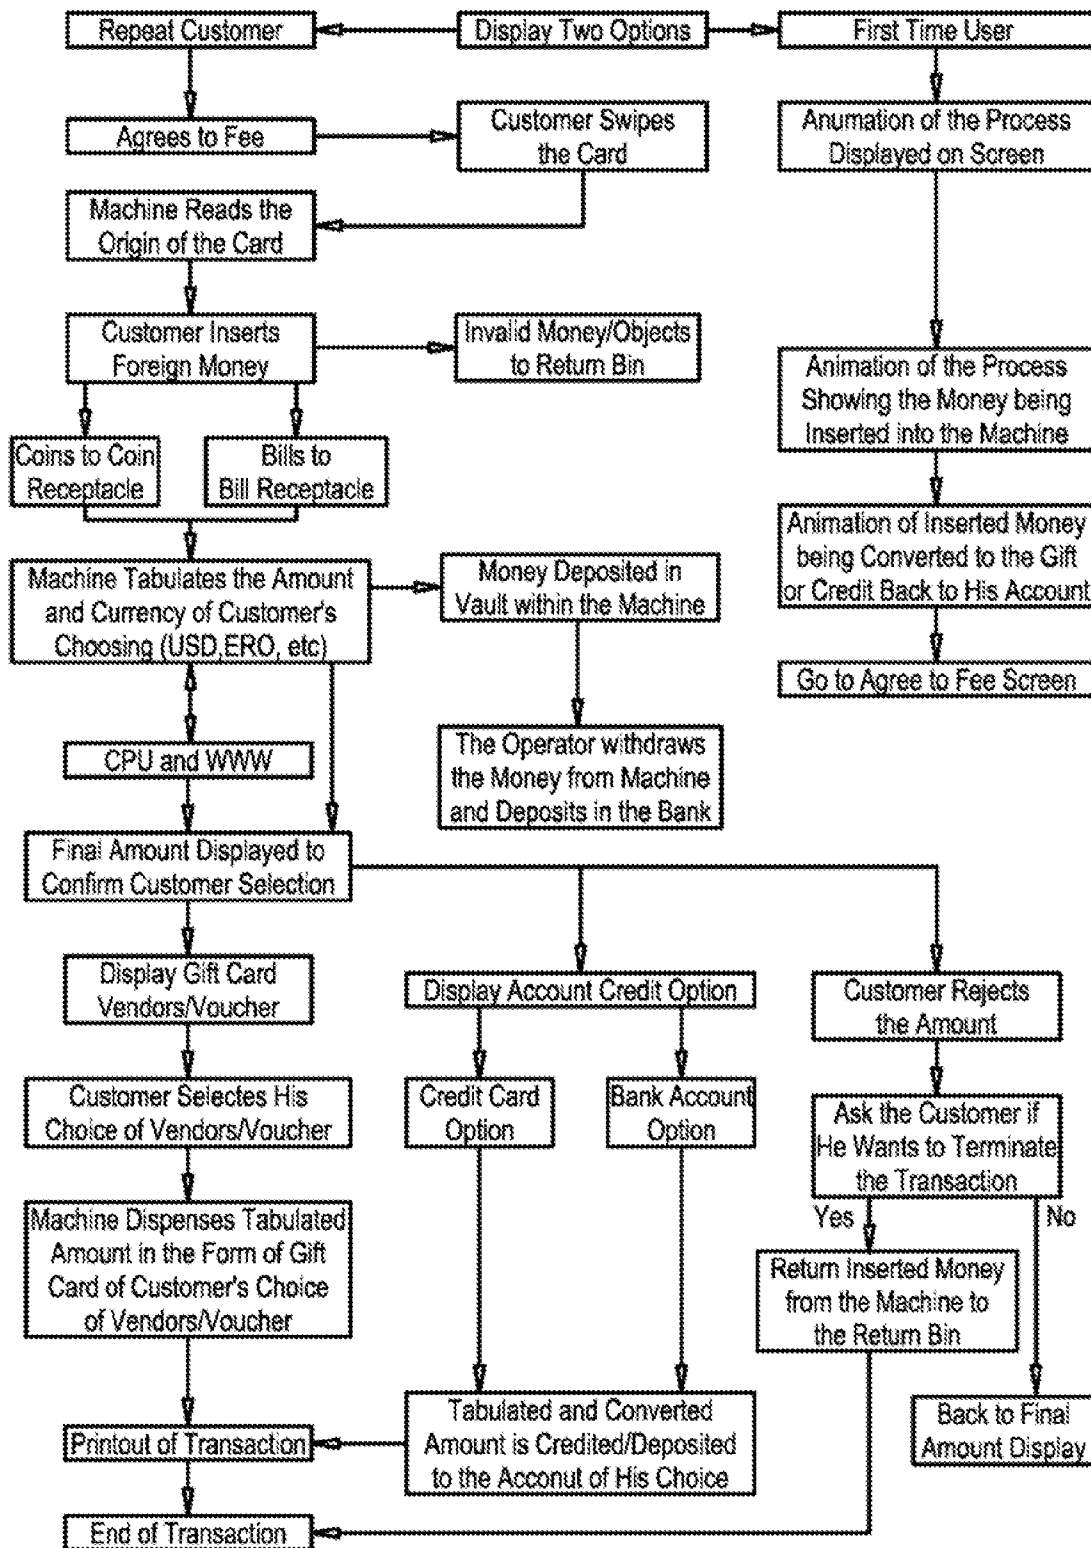 Repeat Customer
Display Two Options
First Time User
Agrees to Fee
Customer Swipes
the Card
Anumation of the Process
Displayed on Screen
Machine Reads the
Origin of the Card
Customer Inserts
Foreign Money
Invalid Money/Objects
to Return Bin
Animation of the Process
Showing the Money being
Inserted into the Machine
Coins to Coin
Receptacle
Bills to
Bill Receptacle
Animation of Inserted Money
being Converted to the Gift
or Credit Back to His Account
Machine Tabulates the Amount
and Currency of Customer's
Choosing (USD,ERO, etc)
Money Deposited in
Vault within the Machine
Go to Agree to Fee Screen
The Operator withdraws
the Money from Machine
and Deposits in the Bank
CPU and WWW
Final Amount Displayed to
Confirm Customer Selection
Display Gift Card
Vendors/Voucher
Display Account Credit Option
Customer Rejects
the Amount
Customer Selectes His
Choice of Vendors/Voucher
Credit Card
Option
Bank Account
Option
Ask the Customer if
He Wants to Terminate
the Transaction
Yes
No
Machine Dispenses Tabulated
Amount in the Form of Gift
Card of Customer's Choice
of Vendors/Voucher
Return Inserted Money
from the Machine to
the Return Bin
Printout of Transaction
Tabulated and Converted
Amount is Credited/Deposited
to the Acconut of His Choice
Back to Final
Amount Display
End of Transaction